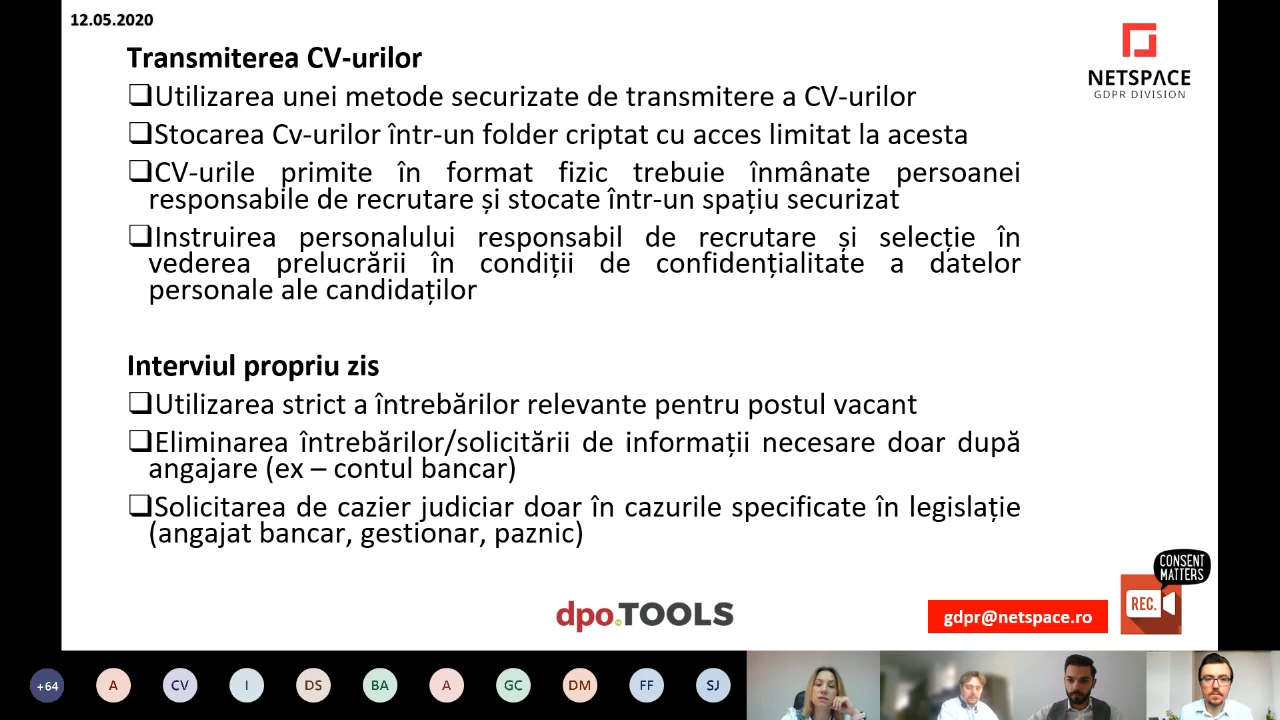 12.05.2020
Transmiterea CV-urilor
❑Utilizarea unei metode securizate de transmitere a CV-urilor
❑Stocarea Cv-urilor într-un folder criptat cu acces limitat la acesta
❑CV-urile primite în format fizic trebuie înmânate persoanei
responsabile de recrutare și stocate într-un spațiu securizat
❑Instruirea personalului responsabil de recrutare și selecție în
vederea prelucrării în condiții de confidențialitate a datelor
personale ale candidaților
Interviul propriu zis
❑Utilizarea strict a întrebărilor relevante pentru postul vacant
❑Eliminarea întrebărilor/solicitării de informații necesare doar după
angajare (ex – contul bancar)
❑Solicitarea de cazier judiciar doar în cazurile specificate în legislație
(angajat bancar, gestionar, paznic)
NETSPACE
GDPR DIVISION
CONSENT
MATTERS
REC.
dpo.TOOLS
gdpr@netspace.ro
+64 A CV I DS BA A GC DM FF SJ